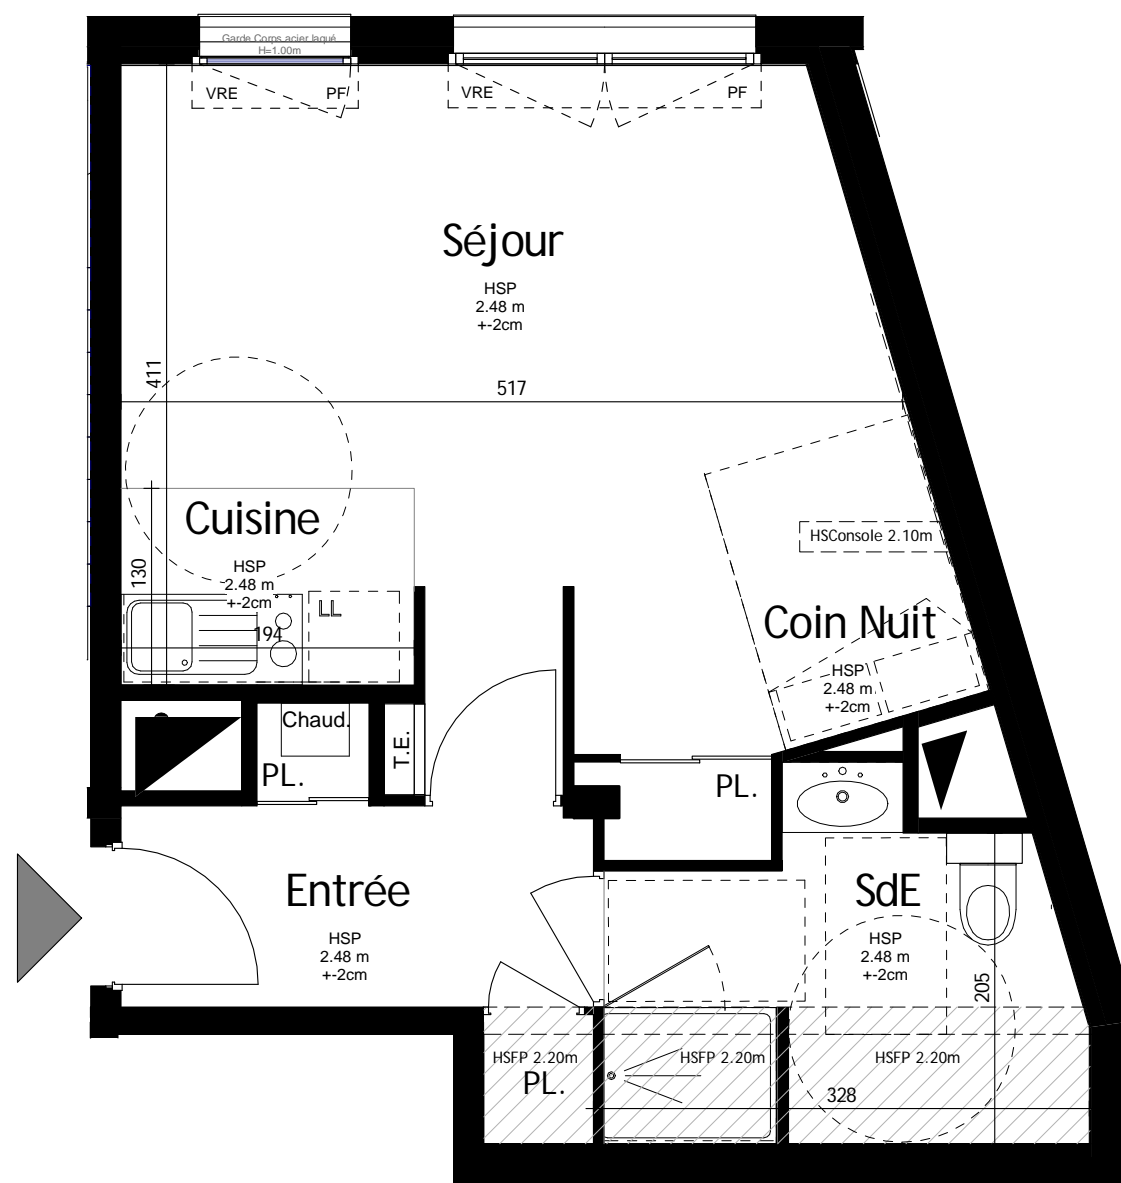 Garde Corps acier laqué
H=1.00m
VRE
PF
VRE
PF
Séjour
HSP
2.48 m
+-2cm
411
517
Cuisine
HSP
2.48 m
+-2cm
130
194
LL
HSConsole 2.10m
Coin Nuit
HSP
2.48 m
+-2cm
Chaud.
PL.
T.E.
PL.
Entrée
HSP
2.48 m
+-2cm
SdE
HSP
2.48 m
+-2cm
205
HSFP 2.20m
PL.
HSFP 2.20m
HSFP 2.20m
328